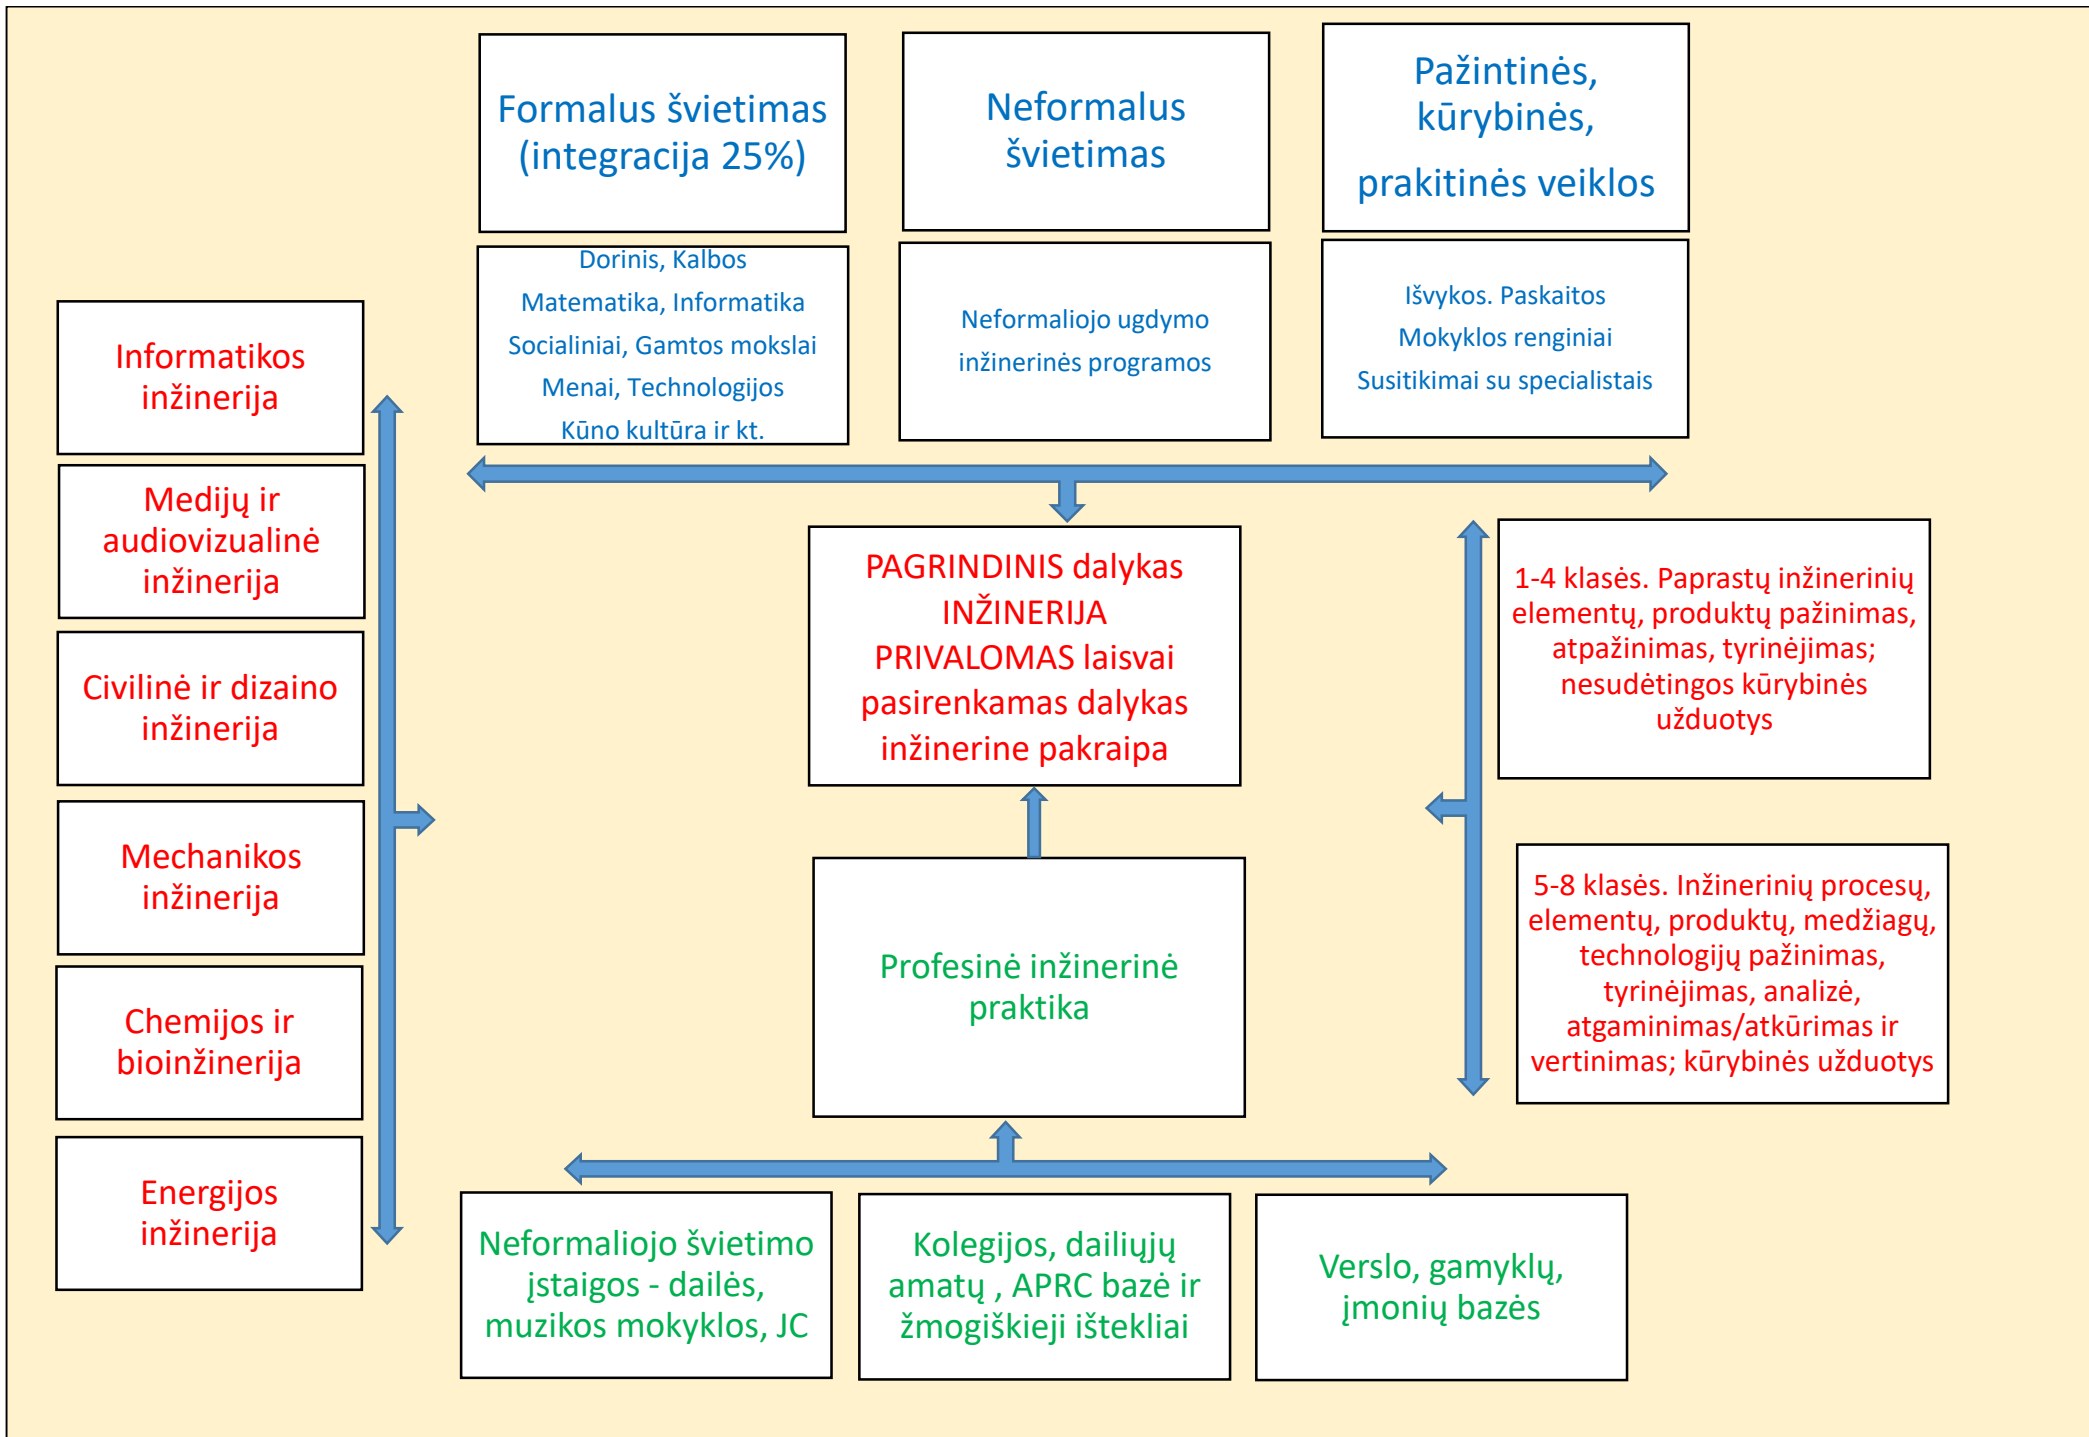 Formalus švietimas
(integracija 25%)
Neformalus
švietimas
Pažintinės,
kūrybinės,
prakitinės veiklos
Dorinis, Kalbos
Matematika, Informatika
Socialiniai, Gamtos mokslai
Menai, Technologijos
Kūno kultūra ir kt.
Neformaliojo ugdymo
inžinerinės programos
Išvykos. Paskaitos
Mokyklos renginiai
Susitikimai su specialistais
Informatikos
inžinerija
Medijų ir
audiovizualinė
inžinerija
Civilinė ir dizaino
inžinerija
Mechanikos
inžinerija
Chemijos ir
bioinžinerija
Energijos
inžinerija
PAGRINDINIS dalykas
INŽINERIJA
PRIVALOMAS laisvai
pasirenkamas dalykas
inžinerine pakraipa
Profesinė inžinerinė
praktika
1-4 klasės. Paprastų inžinerinių
elementų, produktų pažinimas,
atpažinimas, tyrinėjimas;
nesudėtingos kūrybinės
užduotys
5-8 klasės. Inžinerinių procesų,
elementų, produktų, medžiagų,
technologijų pažinimas,
tyrinėjimas, analizė,
atgaminimas/atkūrimas ir
vertinimas; kūrybinės užduotys
Neformaliojo švietimo
įstaigos - dailės,
muzikos mokyklos, JC
Kolegijos, dailiųjų
amatų , APRC bazė ir
žmogiškieji ištekliai
Verslo, gamyklų,
įmonių bazės